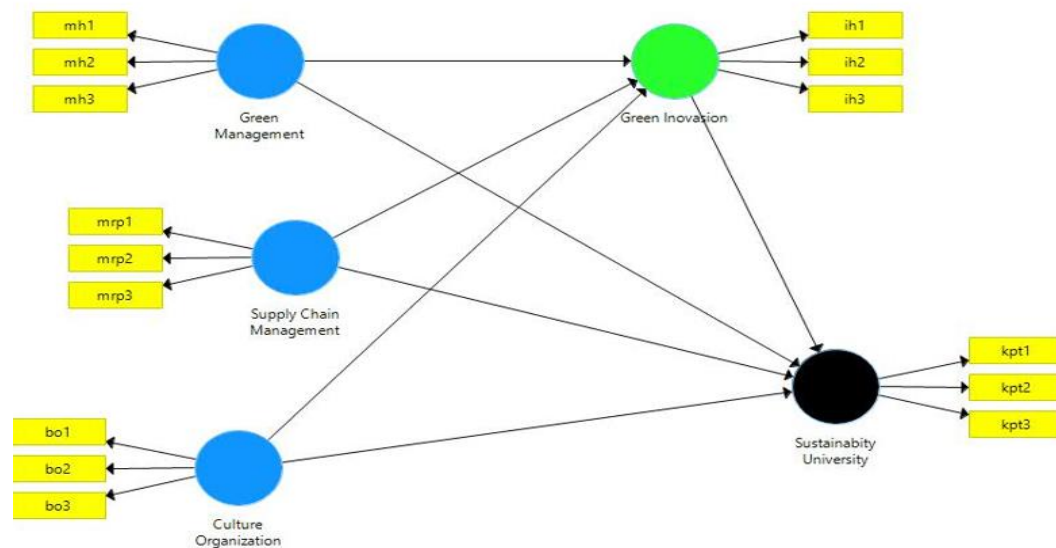 mh1
mh2
mh3
Green
Management
ih1
ih2
ih3
Green Inovasion
mrp1
mrp2
mrp3
Supply Chain
Management
kpt1
kpt2
kpt3
Sustainabity
University
bo1
bo2
bo3
Culture
Organization